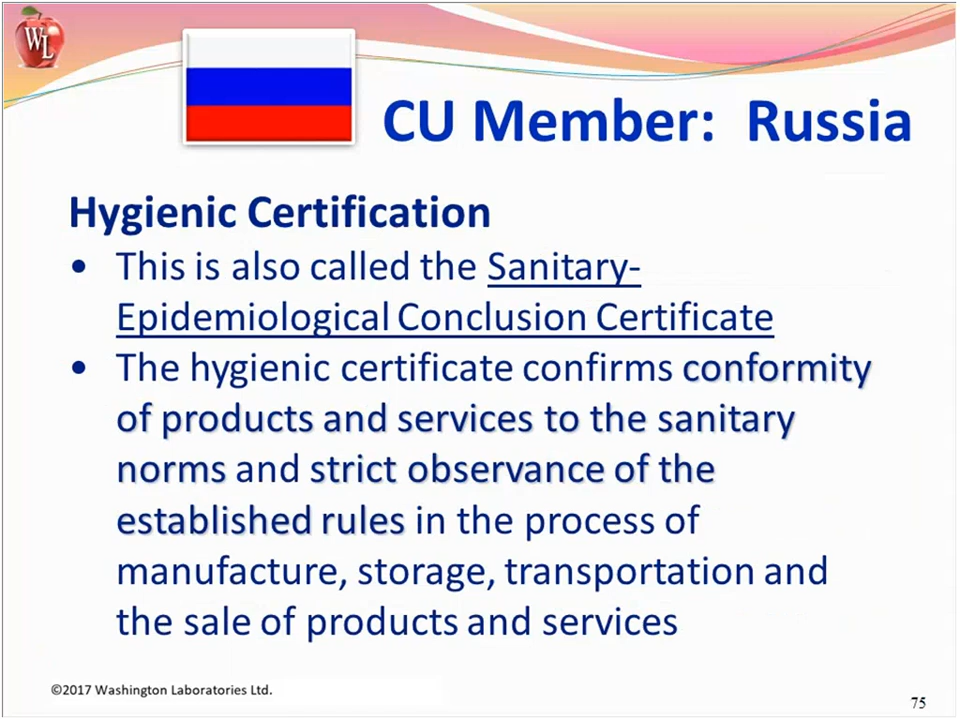 WL
CU Member: Russia
Hygienic Certification
• This is also called the Sanitary-
Epidemiological Conclusion Certificate
• The hygienic certificate confirms conformity
of products and services to the sanitary
norms and strict observance of the
established rules in the process of
manufacture, storage, transportation and
the sale of products and services
©2017 Washington Laboratories Ltd.
75